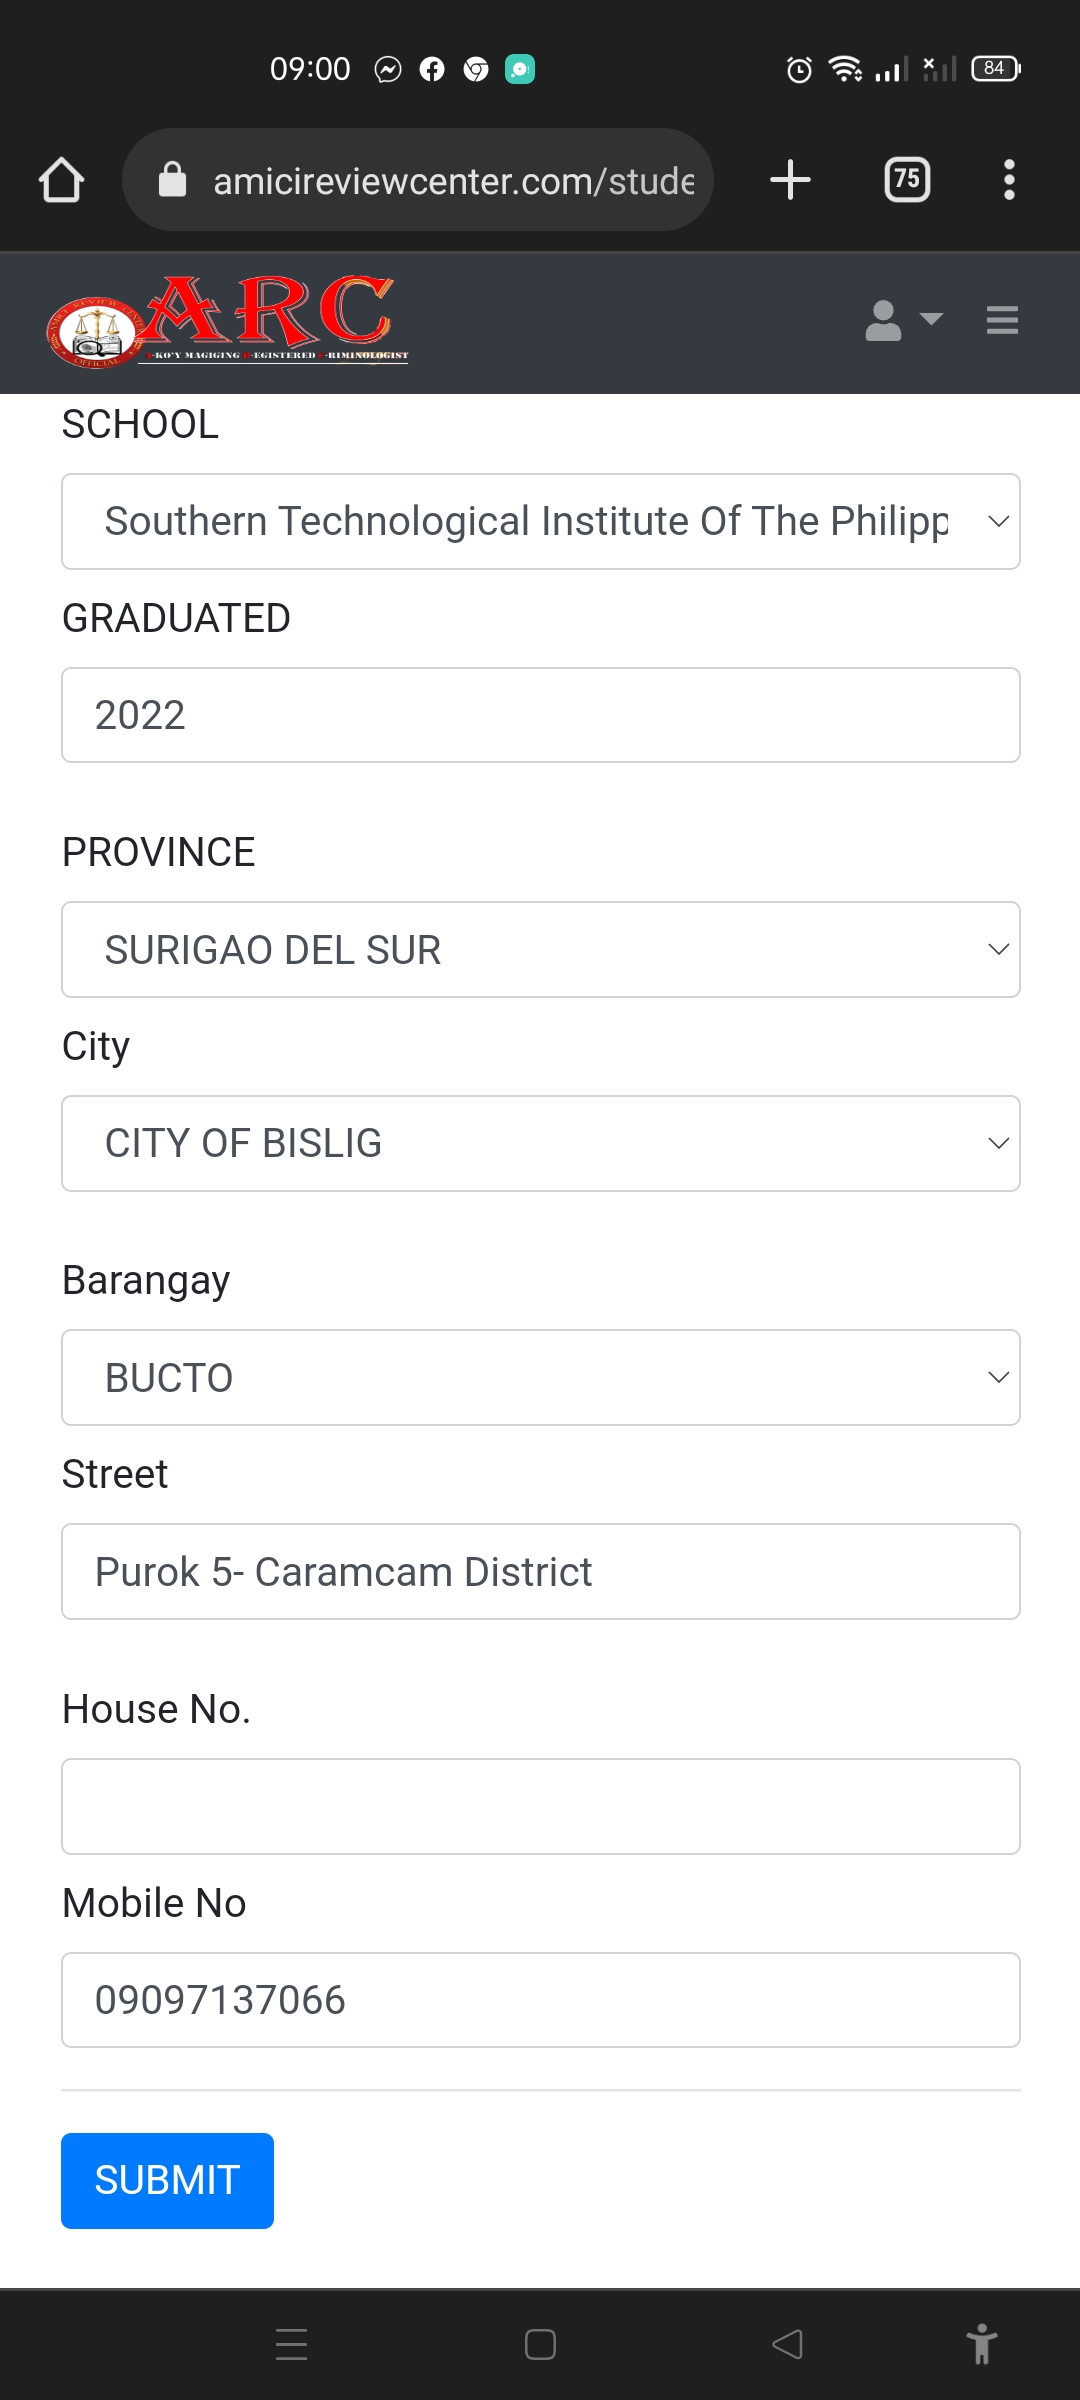 09:00
84
amicireviewcenter.com/stude
75
ARC
-KO'Y MAGIGING R-EGISTERED C-RIMINOLOGIST
OFFICIAL
SCHOOL
Southern Technological Institute Of The Philipp
GRADUATED
2022
PROVINCE
SURIGAO DEL SUR
City
CITY OF BISLIG
Barangay
BUCTO
Street
Purok 5- Caramcam District
House No.
Mobile No
09097137066
SUBMIT